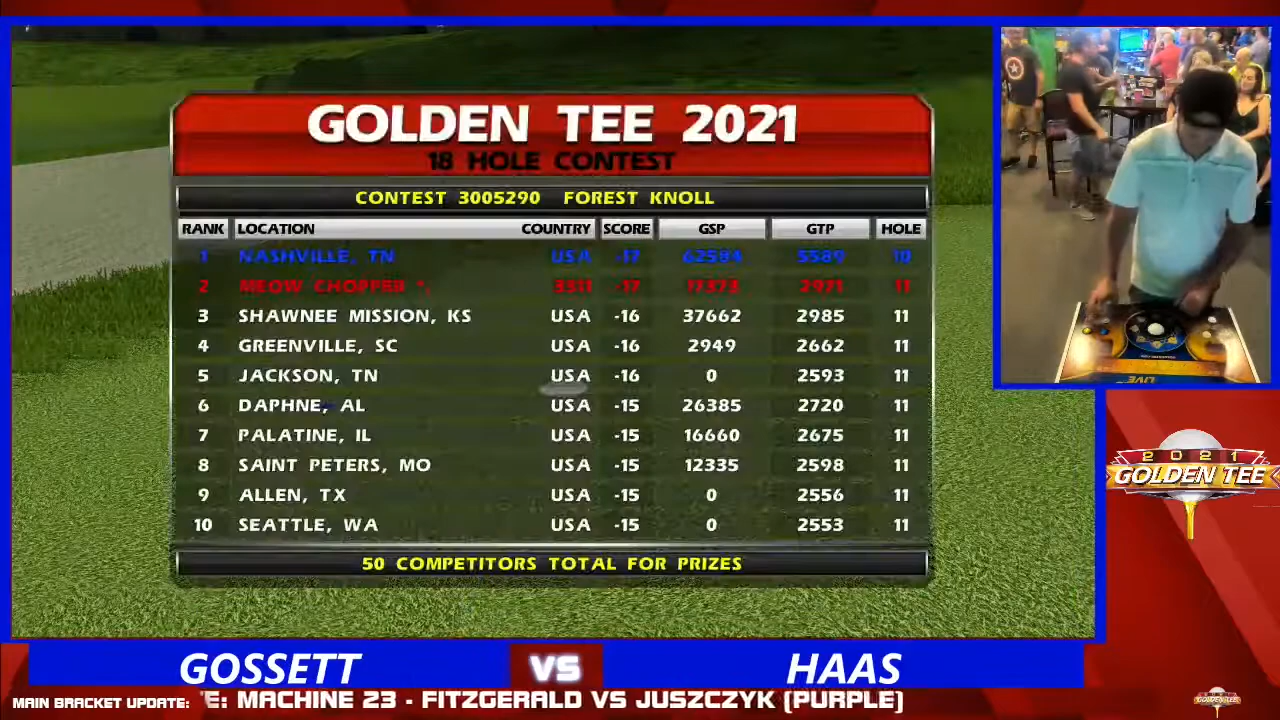 GOLDEN TEE 2021
18 HOLE CONTEST
CONTEST 3005290 FOREST KNOLL
RANK LOCATION COUNTRY SCORE GSP GTP HOLE
1 NASHVILLE, TN USA -17 62584 5589 10
2 MEOW CHOPPER *, 3311 -17 17373 2971 11
3 SHAWNEE MISSION, KS USA -16 37662 2985 11
4 GREENVILLE, SC USA -16 2949 2662 11
5 JACKSON, TN USA -16 0 2593 11
6 DAPHNE, AL USA -15 26385 2720 11
7 PALATINE, IL USA -15 16660 2675 11
8 SAINT PETERS, MO USA -15 12335 2598 11
9 ALLEN, TX USA -15 0 2556 11
10 SEATTLE, WA USA -15 0 2553 11
50 COMPETITORS TOTAL FOR PRIZES
2021
GOLDEN TEE
LIVE
GOSSETT VS HAAS
MAIN BRACKET UPDATE: E: MACHINE 23 - FITZGERALD VS JUSZCZYK (PURPLE)
GOLDEN TEE